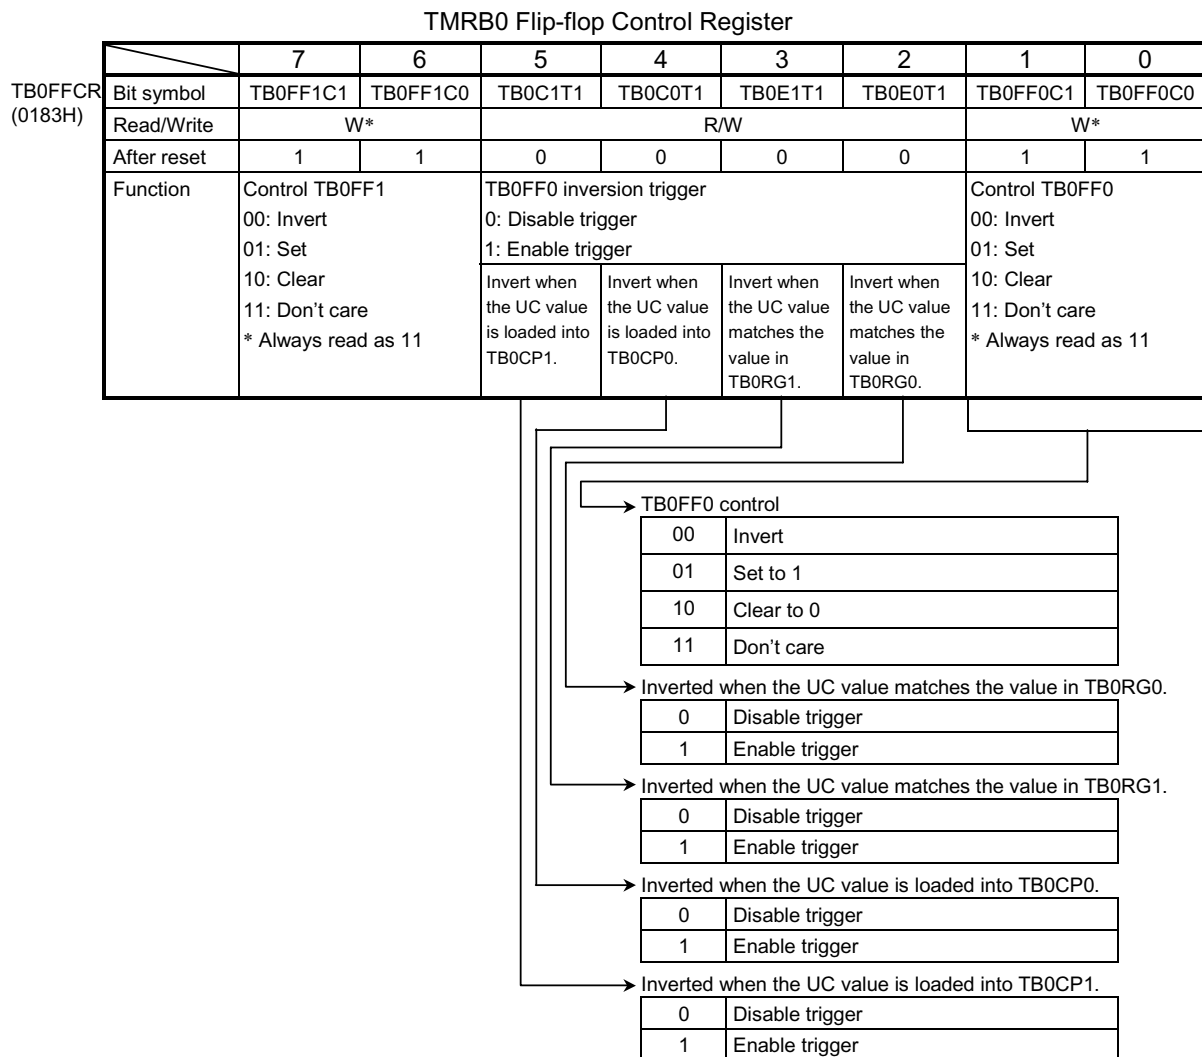 TMRB0 Flip-flop Control Register
7 6 5 4 3 2 1 0
TB0FFCR (0183H)
Bit symbol TB0FF1C1 TB0FF1C0 TB0C1T1 TB0C0T1 TB0E1T1 TB0E0T1 TB0FF0C1 TB0FF0C0
Read/Write W* R/W W*
After reset 1 1 0 0 0 0 1 1
Function
Control TB0FF1
00: Invert
01: Set
10: Clear
11: Don't care
* Always read as 11
TB0FF0 inversion trigger
0: Disable trigger
1: Enable trigger
Invert when
the UC value
is loaded into
TB0CP1.
Invert when
the UC value
is loaded into
TB0CP0.
Invert when
the UC value
matches the
value in
TB0RG1.
Invert when
the UC value
matches the
value in
TB0RG0.
Control TB0FF0
00: Invert
01: Set
10: Clear
11: Don't care
* Always read as 11
TB0FF0 control
00 Invert
01 Set to 1
10 Clear to 0
11 Don't care
Inverted when the UC value matches the value in TB0RG0.
0 Disable trigger
1 Enable trigger
Inverted when the UC value matches the value in TB0RG1.
0 Disable trigger
1 Enable trigger
Inverted when the UC value is loaded into TB0CP0.
0 Disable trigger
1 Enable trigger
Inverted when the UC value is loaded into TB0CP1.
0 Disable trigger
1 Enable trigger